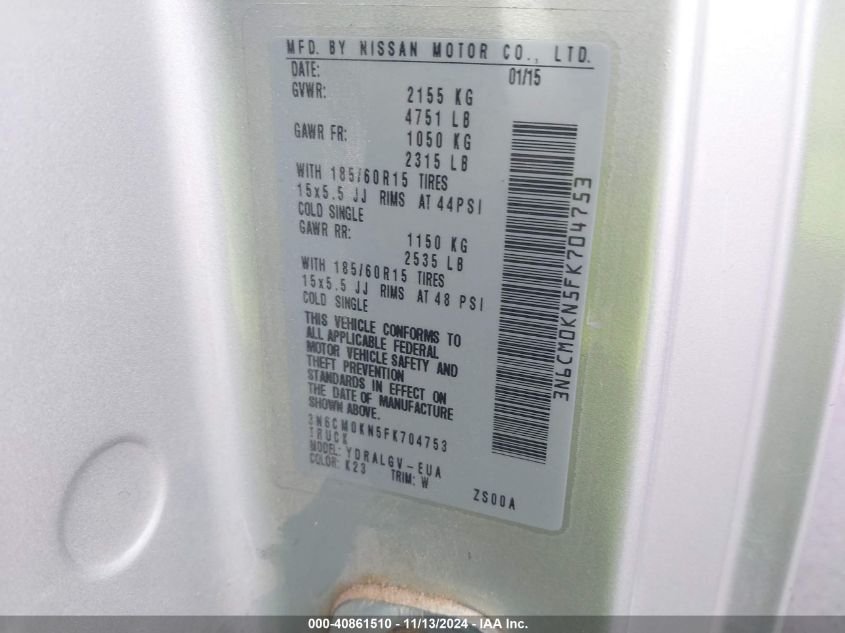 MFD. BY NISSAN MOTOR CO., LTD.
DATE: 01/15
GVWR: 2155 KG
4751 LB
GAWR FR: 1050 KG
2315 LB
WITH 185/60R15 TIRES
15x5.5 JJ RIMS AT 44PSI
COLD SINGLE
GAWR RR: 1150 KG
2535 LB
WITH 185/60R15 TIRES
15x5.5 JJ RIMS AT 48 PSI
COLD SINGLE
THIS VEHICLE CONFORMS TO
ALL APPLICABLE FEDERAL
MOTOR VEHICLE SAFETY AND
THEFT PREVENTION
STANDARDS IN EFFECT ON
THE DATE OF MANUFACTURE
SHOWN ABOVE.
3N6CM0KN5FK704753
TRUCK
MODEL: YDRALGV-EUA
COLOR: K23 TRIM: W
ZS00A
3N6CM0KN5FK704753
000-40861510 - 11/13/2024 - IAA Inc.